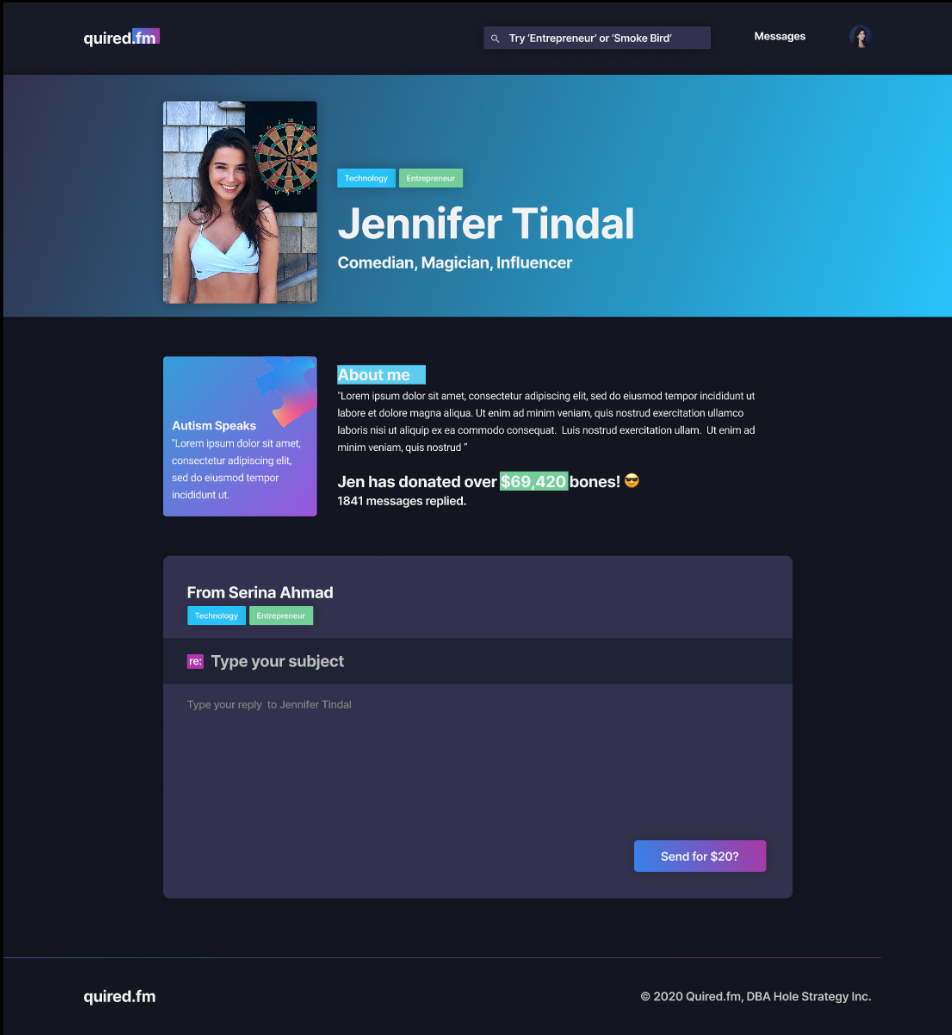 quired.fm
Try 'Entrepreneur' or 'Smoke Bird'
Messages
Technology
Entrepreneur
Jennifer Tindal
Comedian, Magician, Influencer
Autism Speaks
"Lorem ipsum dolor sit amet,
consectetur adipiscing elit,
sed do eiusmod tempor
incididunt ut.
About me
"Lorem ipsum dolor sit amet, consectetur adipiscing elit, sed do eiusmod tempor incididunt ut
labore et dolore magna aliqua. Ut enim ad minim veniam, quis nostrud exercitation ullamco
laboris nisi ut aliquip ex ea commodo consequat.  Luis nostrud exercitation ullam.  Ut enim ad
minim veniam, quis nostrud "
Jen has donated over $69,420 bones! 😎
1841 messages replied.
From Serina Ahmad
Technology
Entrepreneur
re: Type your subject
Type your reply  to Jennifer Tindal
Send for $20?
quired.fm
© 2020 Quired.fm, DBA Hole Strategy Inc.